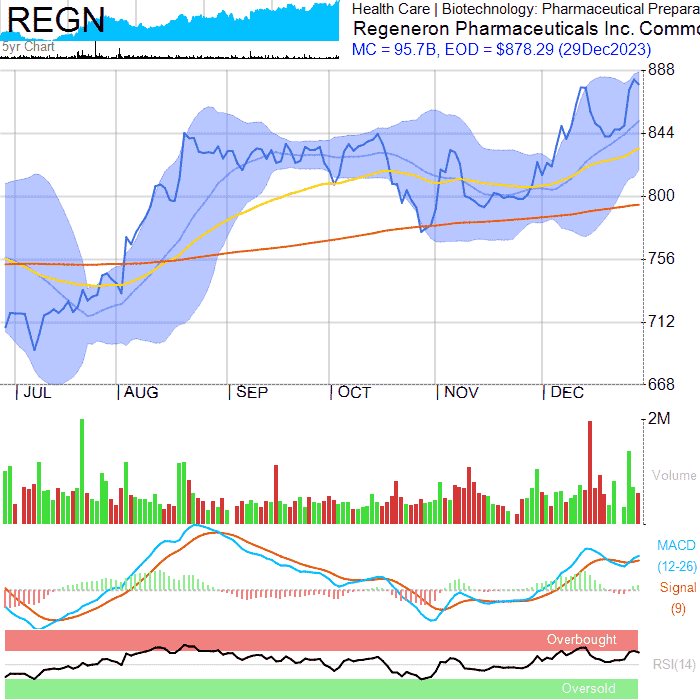 REGN
5yr Chart
Health Care | Biotechnology: Pharmaceutical Prepara
Regeneron Pharmaceuticals Inc. Commo
MC = 95.7B, EOD = $878.29 (29Dec2023)
888
844
800
756
712
668
JUL AUG SEP OCT NOV DEC
2M
Volume
MACD
(12-26)
Signal
(9)
Overbought
RSI(14)
Oversold